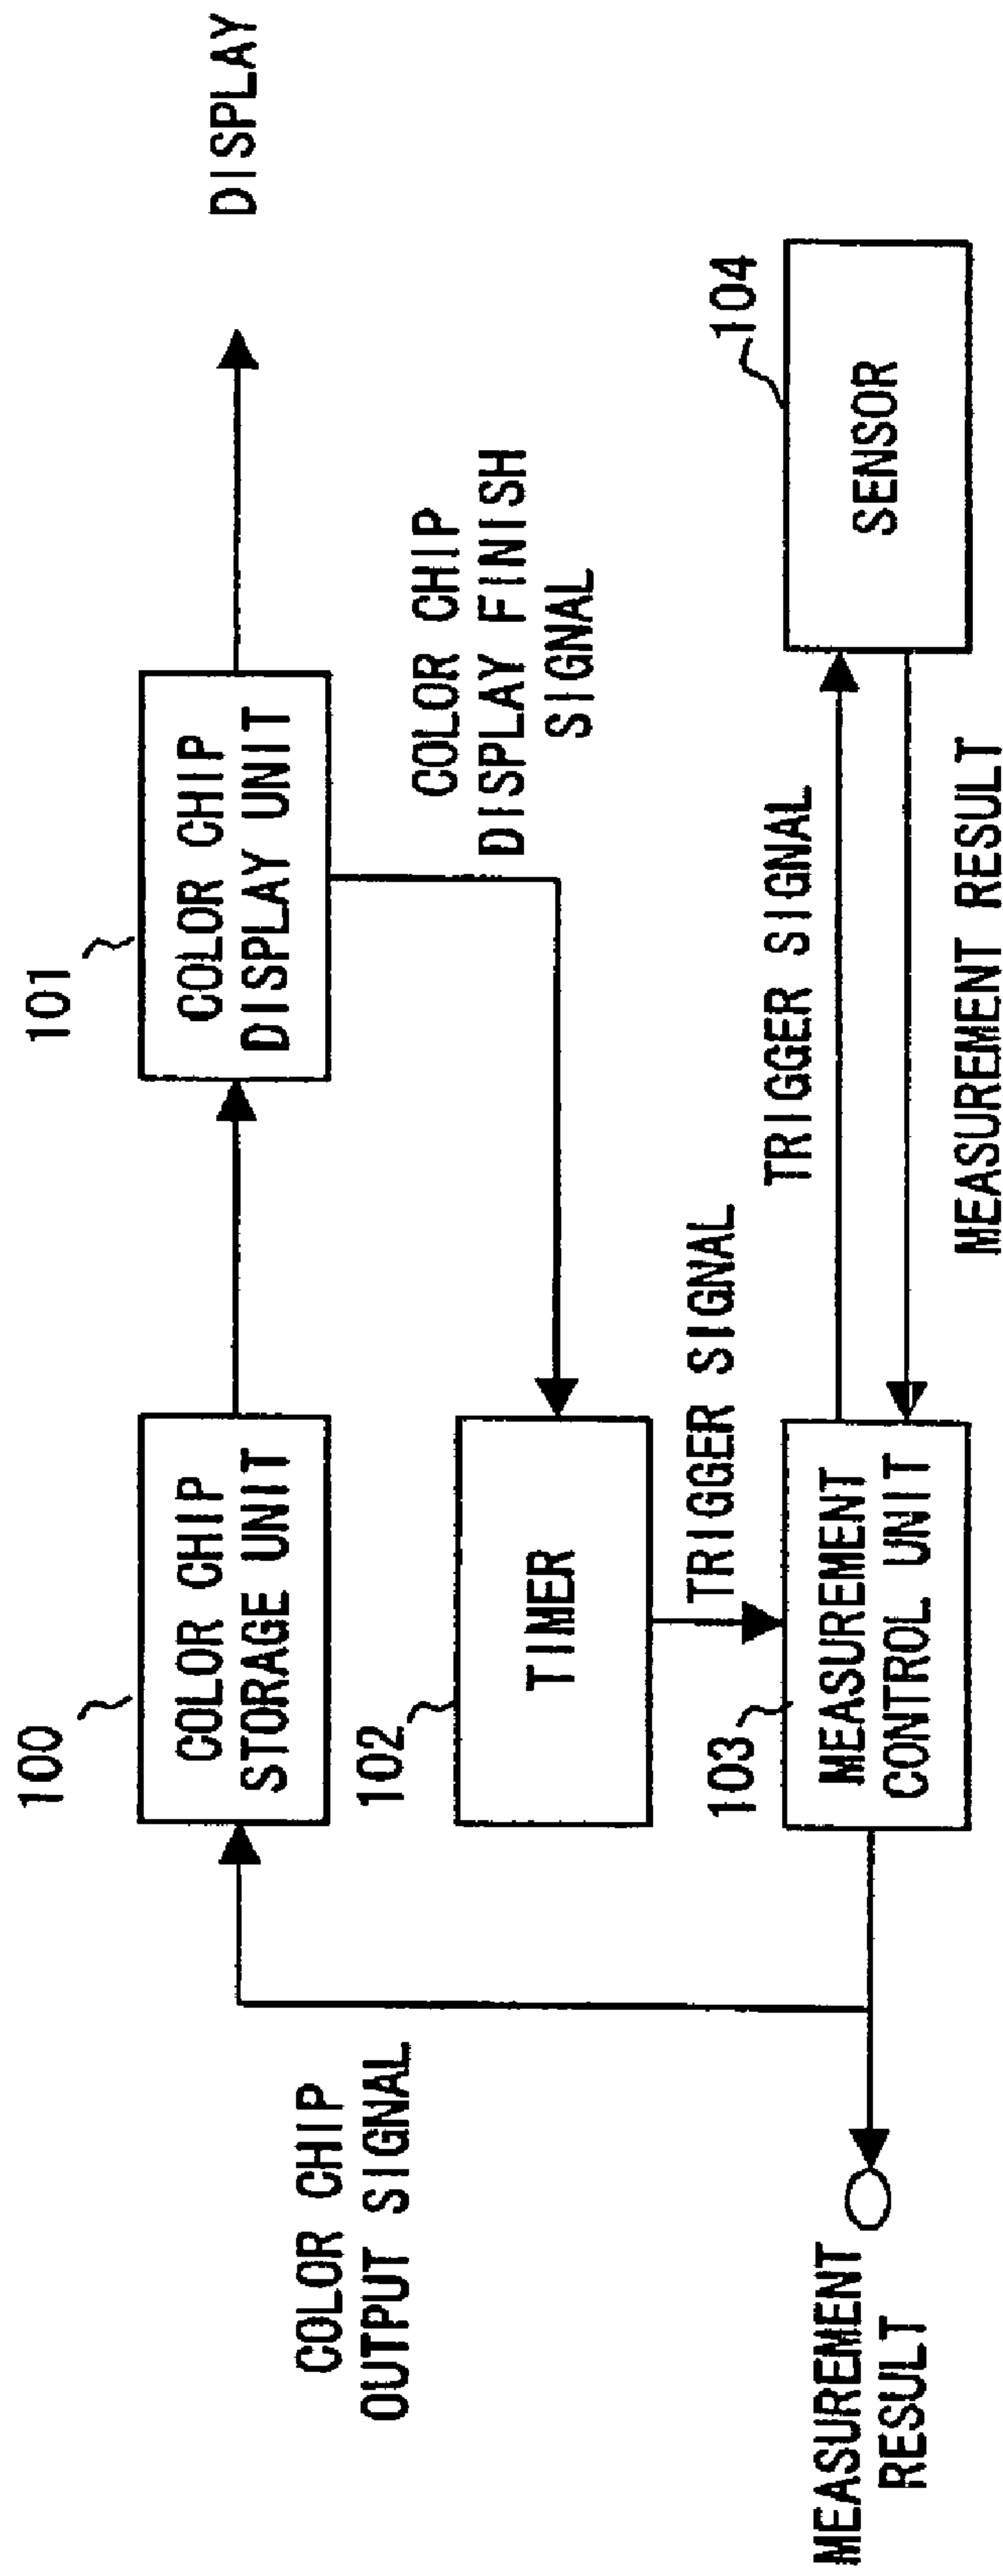 100
COLOR CHIP
STORAGE UNIT
101
COLOR CHIP
DISPLAY UNIT
DISPLAY
COLOR CHIP
OUTPUT SIGNAL
102
TIMER
COLOR CHIP
DISPLAY FINISH
SIGNAL
TRIGGER SIGNAL
103
MEASUREMENT
CONTROL UNIT
TRIGGER SIGNAL
104
SENSOR
MEASUREMENT RESULT
MEASUREMENT
RESULT